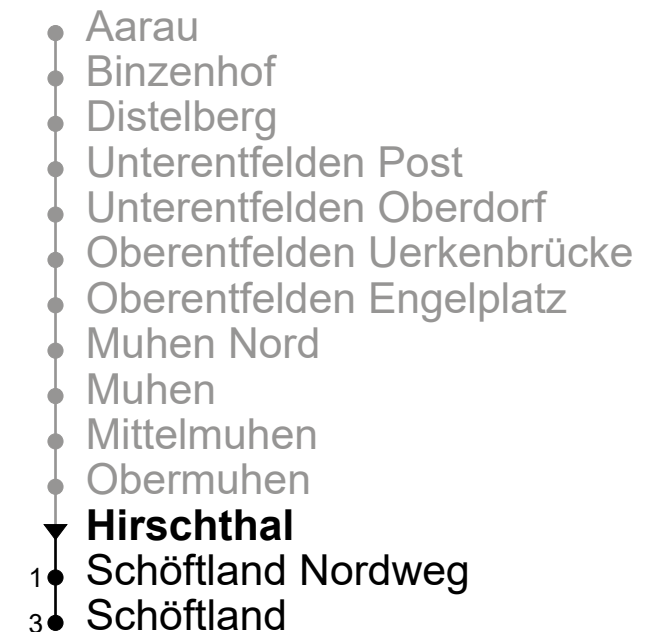 Aarau
Binzenhof
Distelberg
Unterentfelden Post
Unterentfelden Oberdorf
Oberentfelden Uerkenbrücke
Oberentfelden Engelplatz
Muhen Nord
Muhen
Mittelmuhen
Obermuhen
Hirschthal
1 Schöftland Nordweg
3 Schöftland